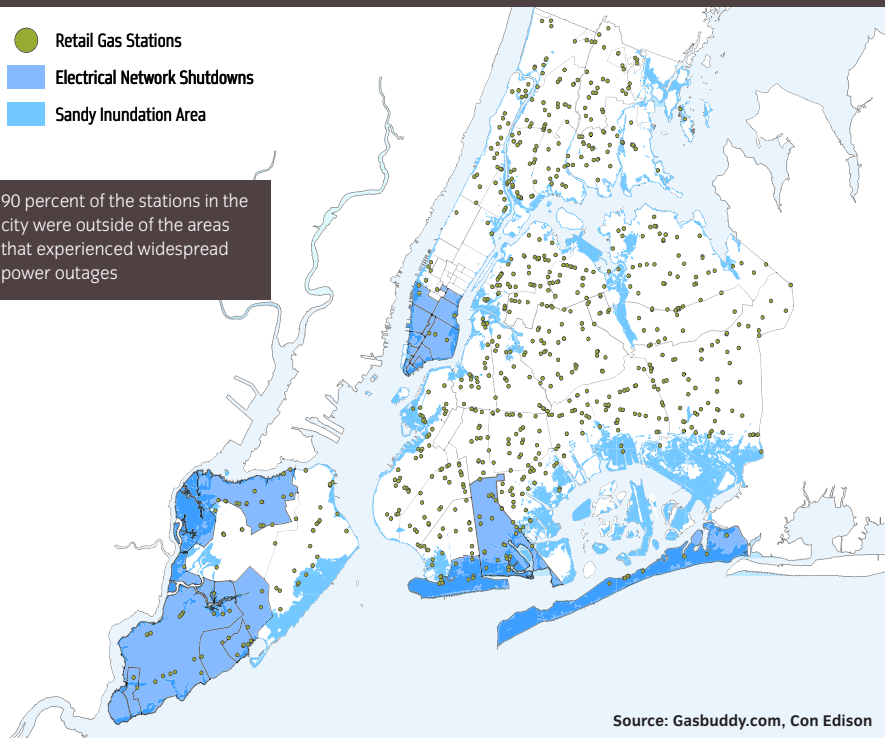 Retail Gas Stations
Electrical Network Shutdowns
Sandy Inundation Area
90 percent of the stations in the
city were outside of the areas
that experienced widespread
power outages
Source: Gasbuddy.com, Con Edison